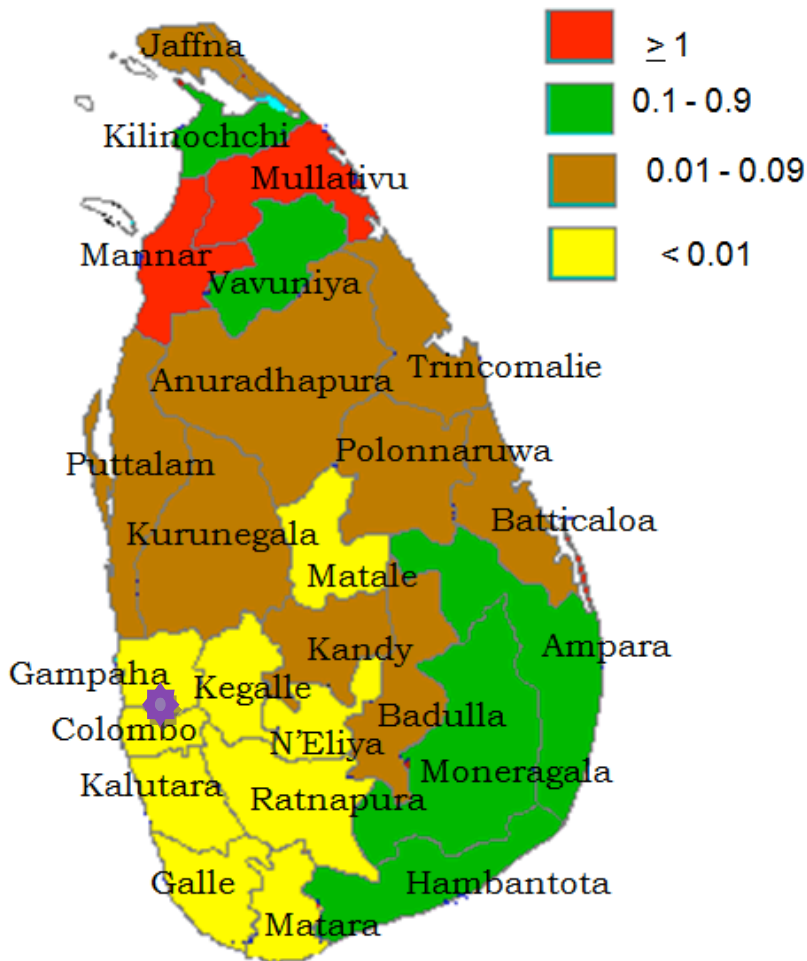 Jaffna
≥ 1
0.1 - 0.9
Kilinochchi
0.01 - 0.09
Mullativu
Mannar
< 0.01
Vavuniya
Trincomalie
Anuradhapura
Polonnaruwa
Puttalam
Batticaloa
Kurunegala
Matale
Ampara
Kandy
Gampaha
Kegalle
Badulla
Colombo
N'Eliya
Moneragala
Kalutara
Ratnapura
Galle
Hambantota
Matara